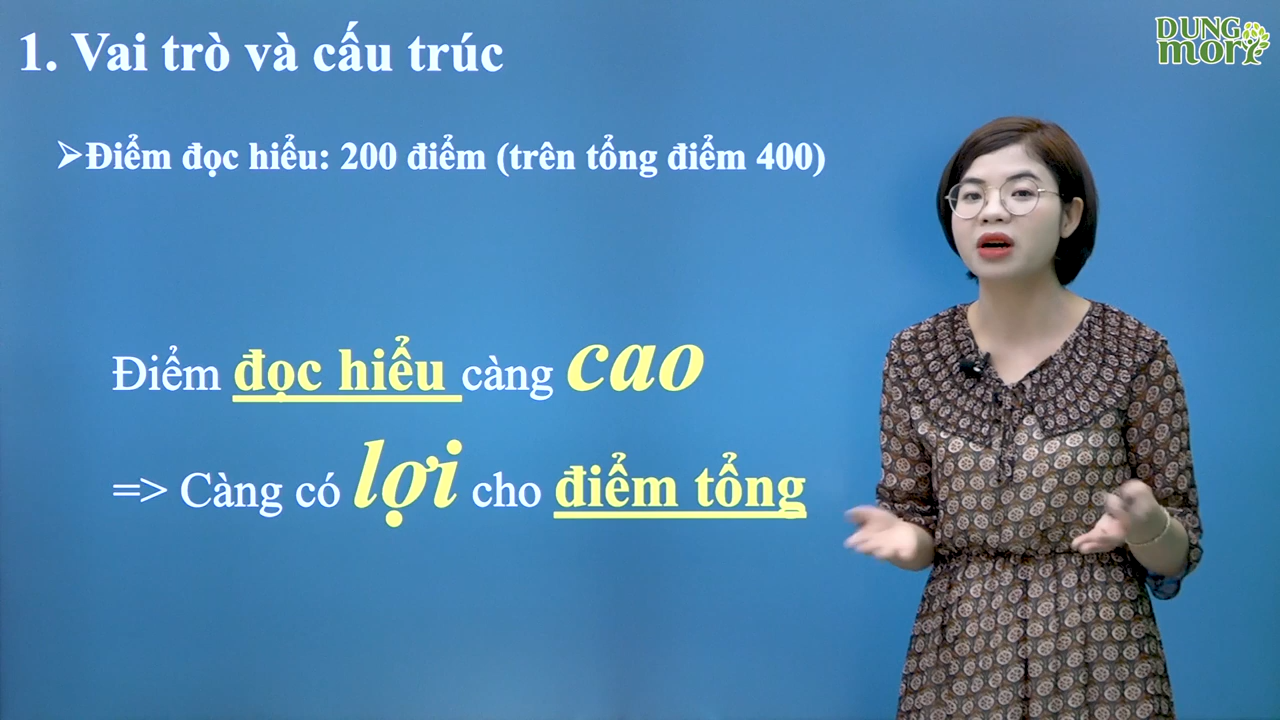 1. Vai trò và cấu trúc
DUNG
mori
➢Điểm đọc hiểu: 200 điểm (trên tổng điểm 400)
Điểm đọc hiểu càng cao
=> Càng có lợi cho điểm tổng